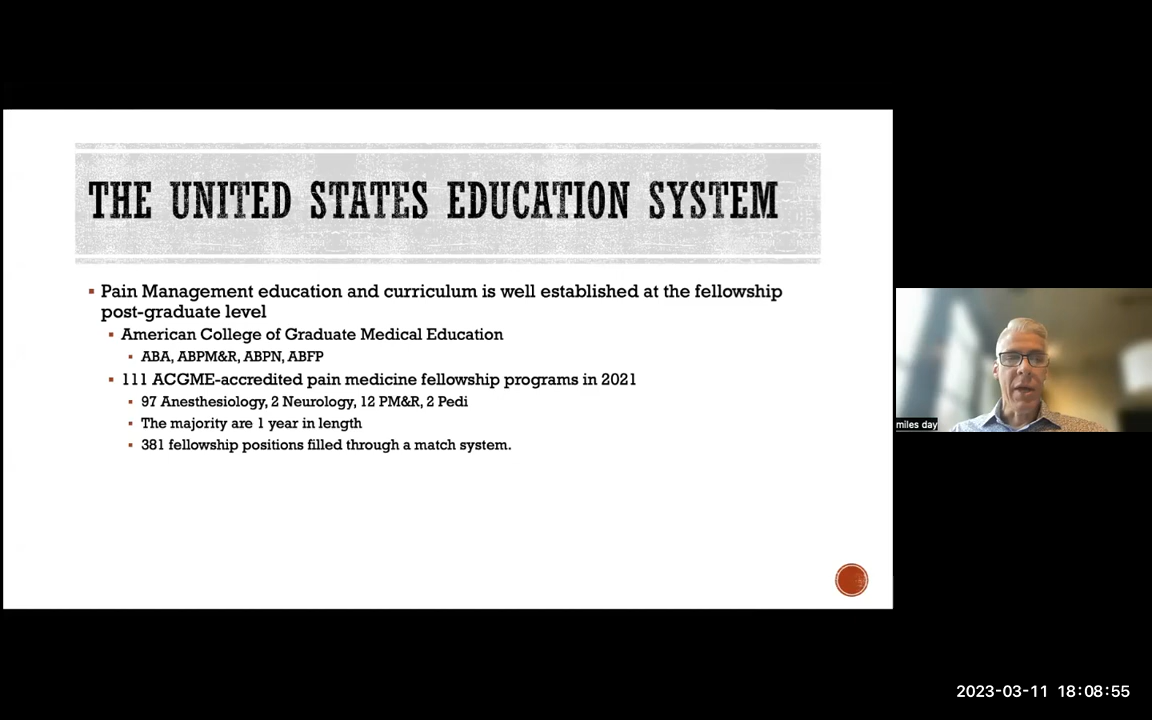 THE UNITED STATES EDUCATION SYSTEM
Pain Management education and curriculum is well established at the fellowship
post-graduate level
American College of Graduate Medical Education
ABA, ABPM&R, ABPN, ABFP
111 ACGME-accredited pain medicine fellowship programs in 2021
97 Anesthesiology, 2 Neurology, 12 PM&R, 2 Pedi
The majority are 1 year in length
381 fellowship positions filled through a match system.
miles day
2023-03-11 18:08:55